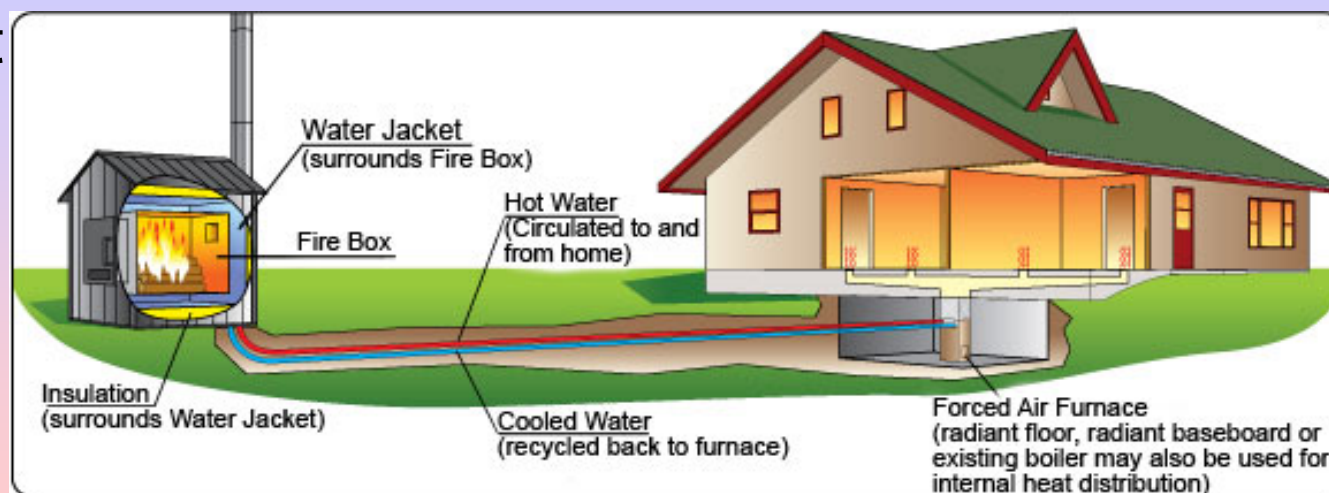 Water Jacket
(surrounds Fire Box)
Fire Box
Hot Water
(Circulated to and
from home)
Insulation
(surrounds Water Jacket)
Cooled Water
(recycled back to furnace)
Forced Air Furnace
(radiant floor, radiant baseboard or
existing boiler may also be used for
internal heat distribution)